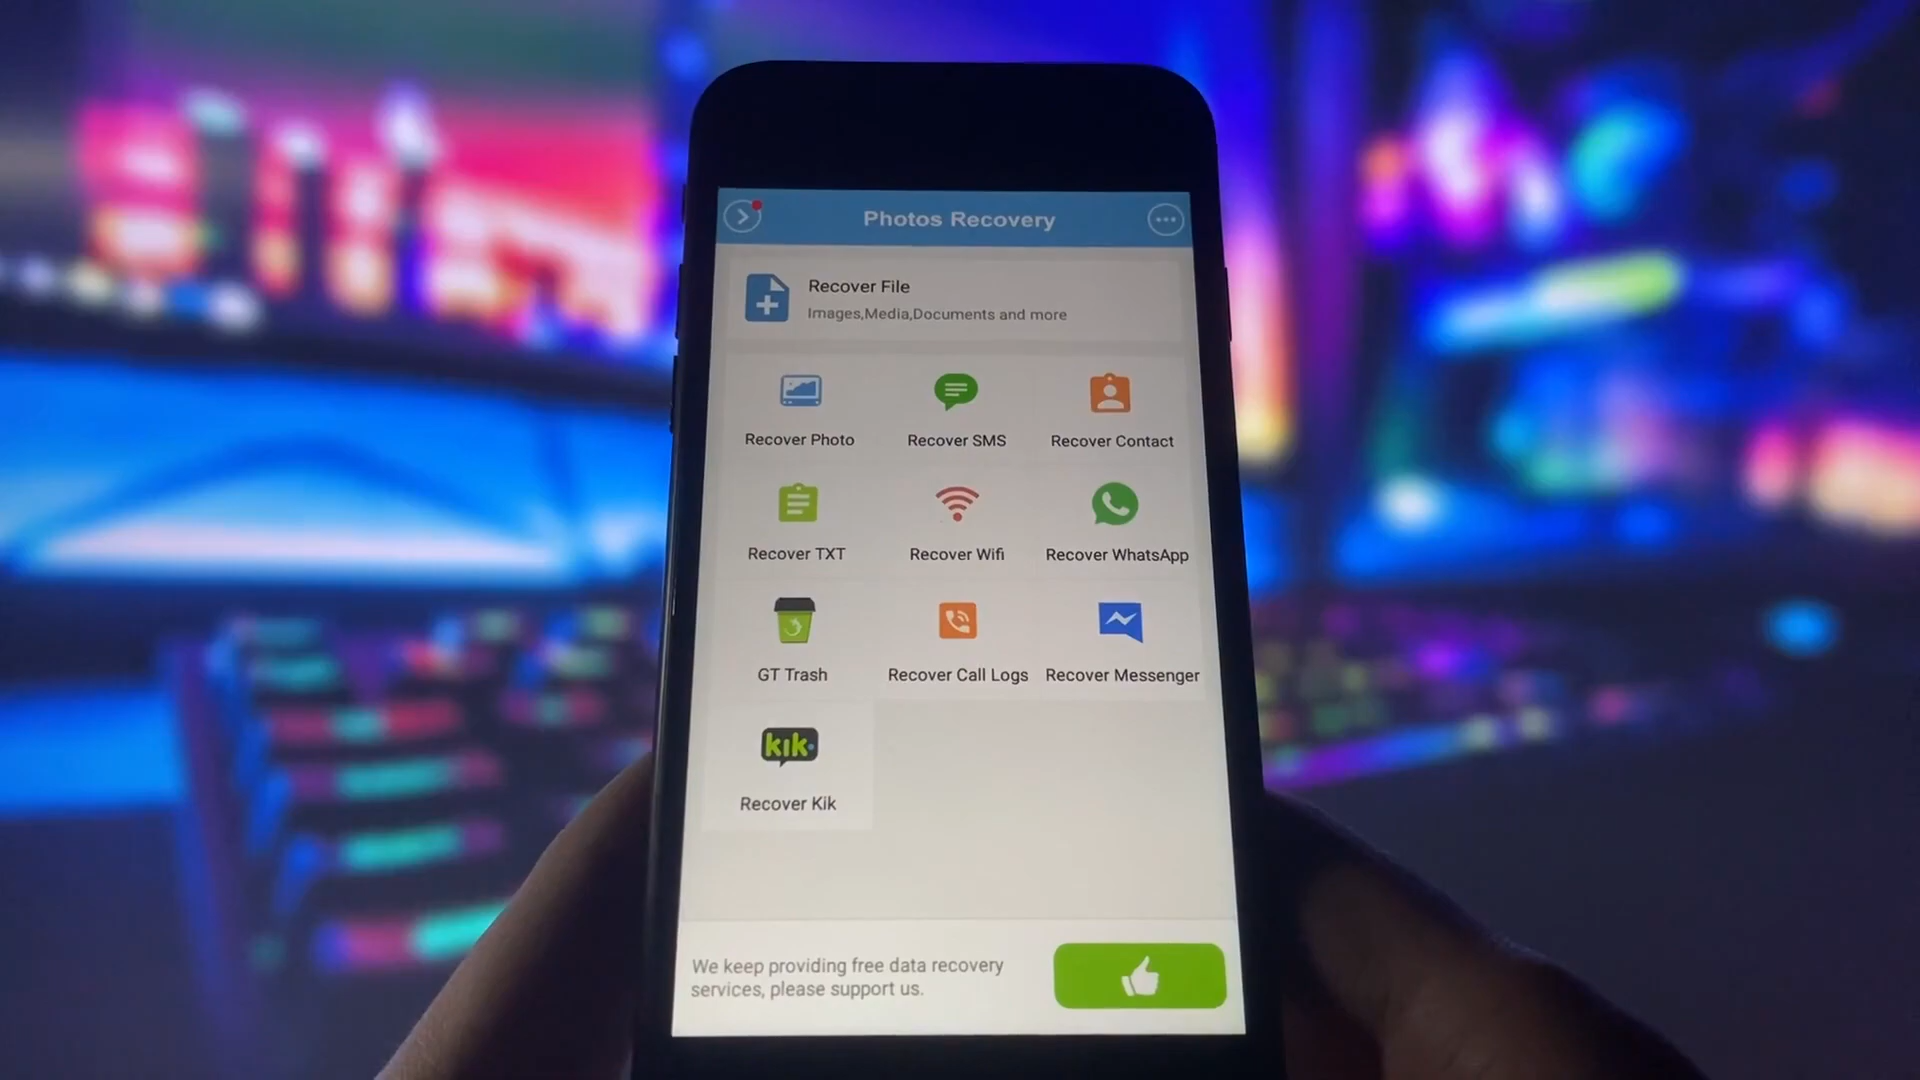 Photos Recovery
Recover File
Images,Media,Documents and more
Recover Photo
Recover SMS
Recover Contact
Recover TXT
Recover Wifi
Recover WhatsApp
GT Trash
Recover Call Logs
Recover Messenger
kik
Recover Kik
We keep providing free data recovery
services, please support us.